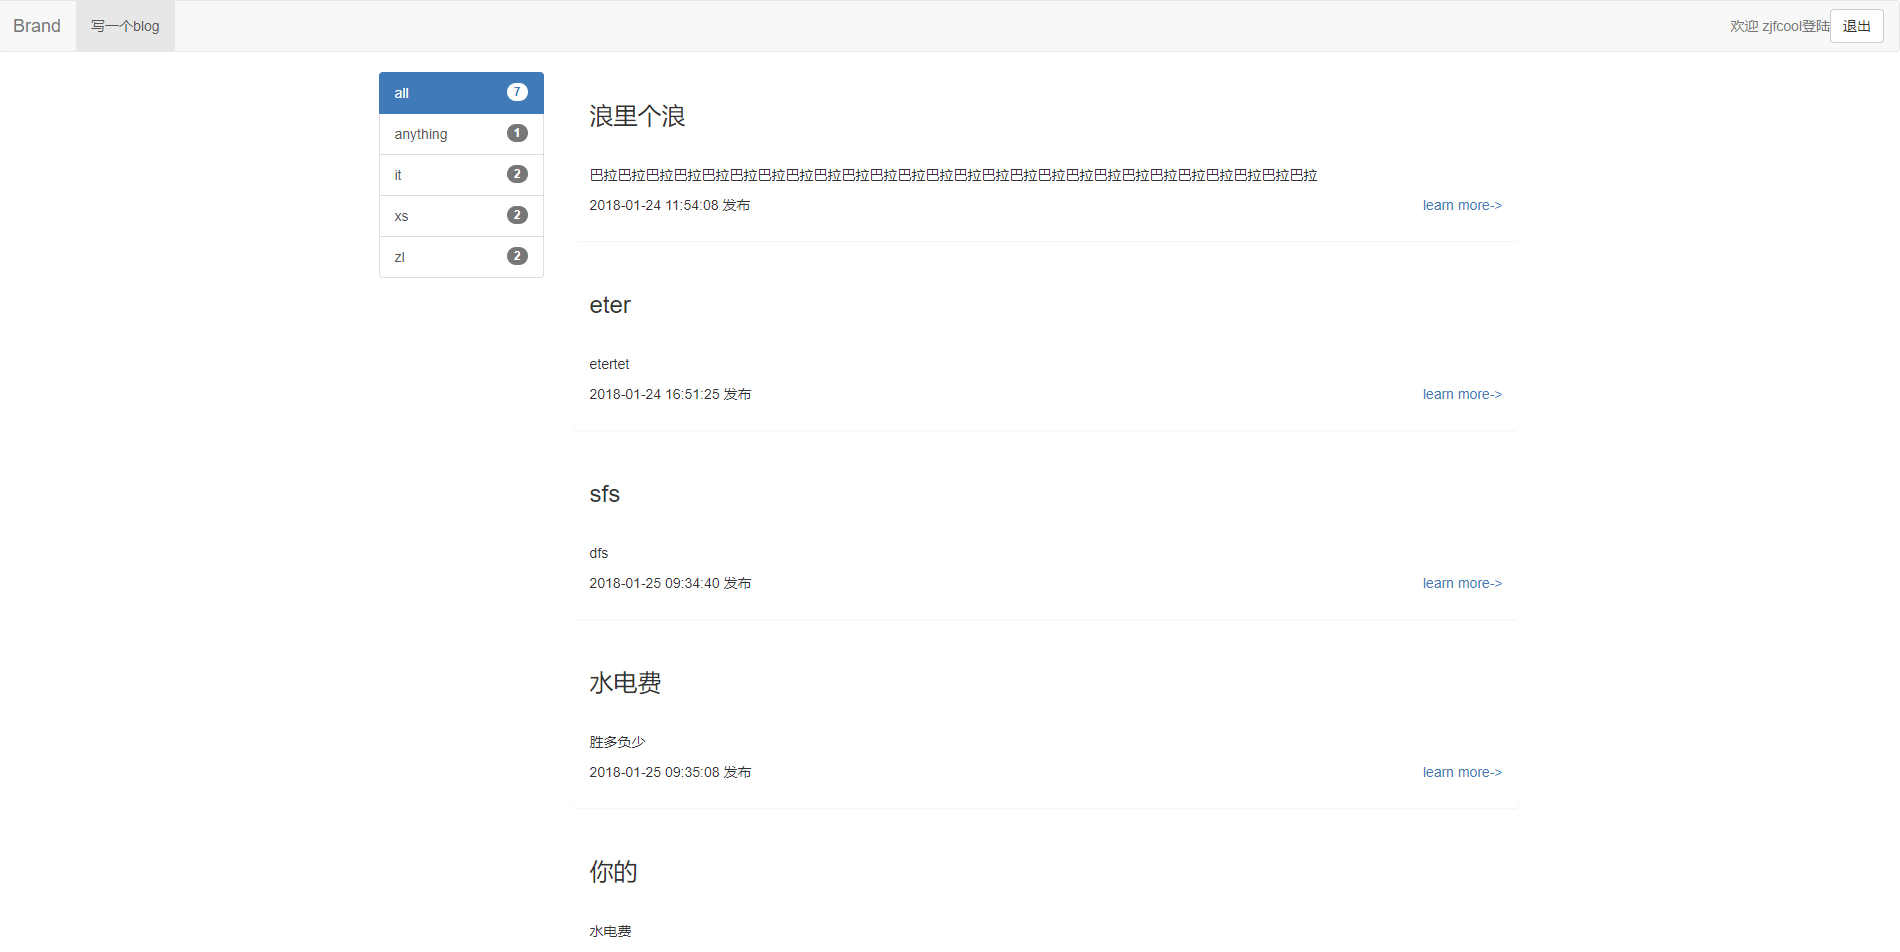 Brand 写一个blog 欢迎 zjfcool登陆 退出
all 7
anything 1
it 2
xs 2
zl 2
浪里个浪
巴拉巴拉巴拉巴拉巴拉巴拉巴拉巴拉巴拉巴拉巴拉巴拉巴拉巴拉巴拉巴拉巴拉巴拉巴拉巴拉巴拉巴拉巴拉巴拉巴拉巴拉
2018-01-24 11:54:08 发布 learn more->
eter
etertet
2018-01-24 16:51:25 发布 learn more->
sfs
dfs
2018-01-25 09:34:40 发布 learn more->
水电费
胜多负少
2018-01-25 09:35:08 发布 learn more->
你的
水电费